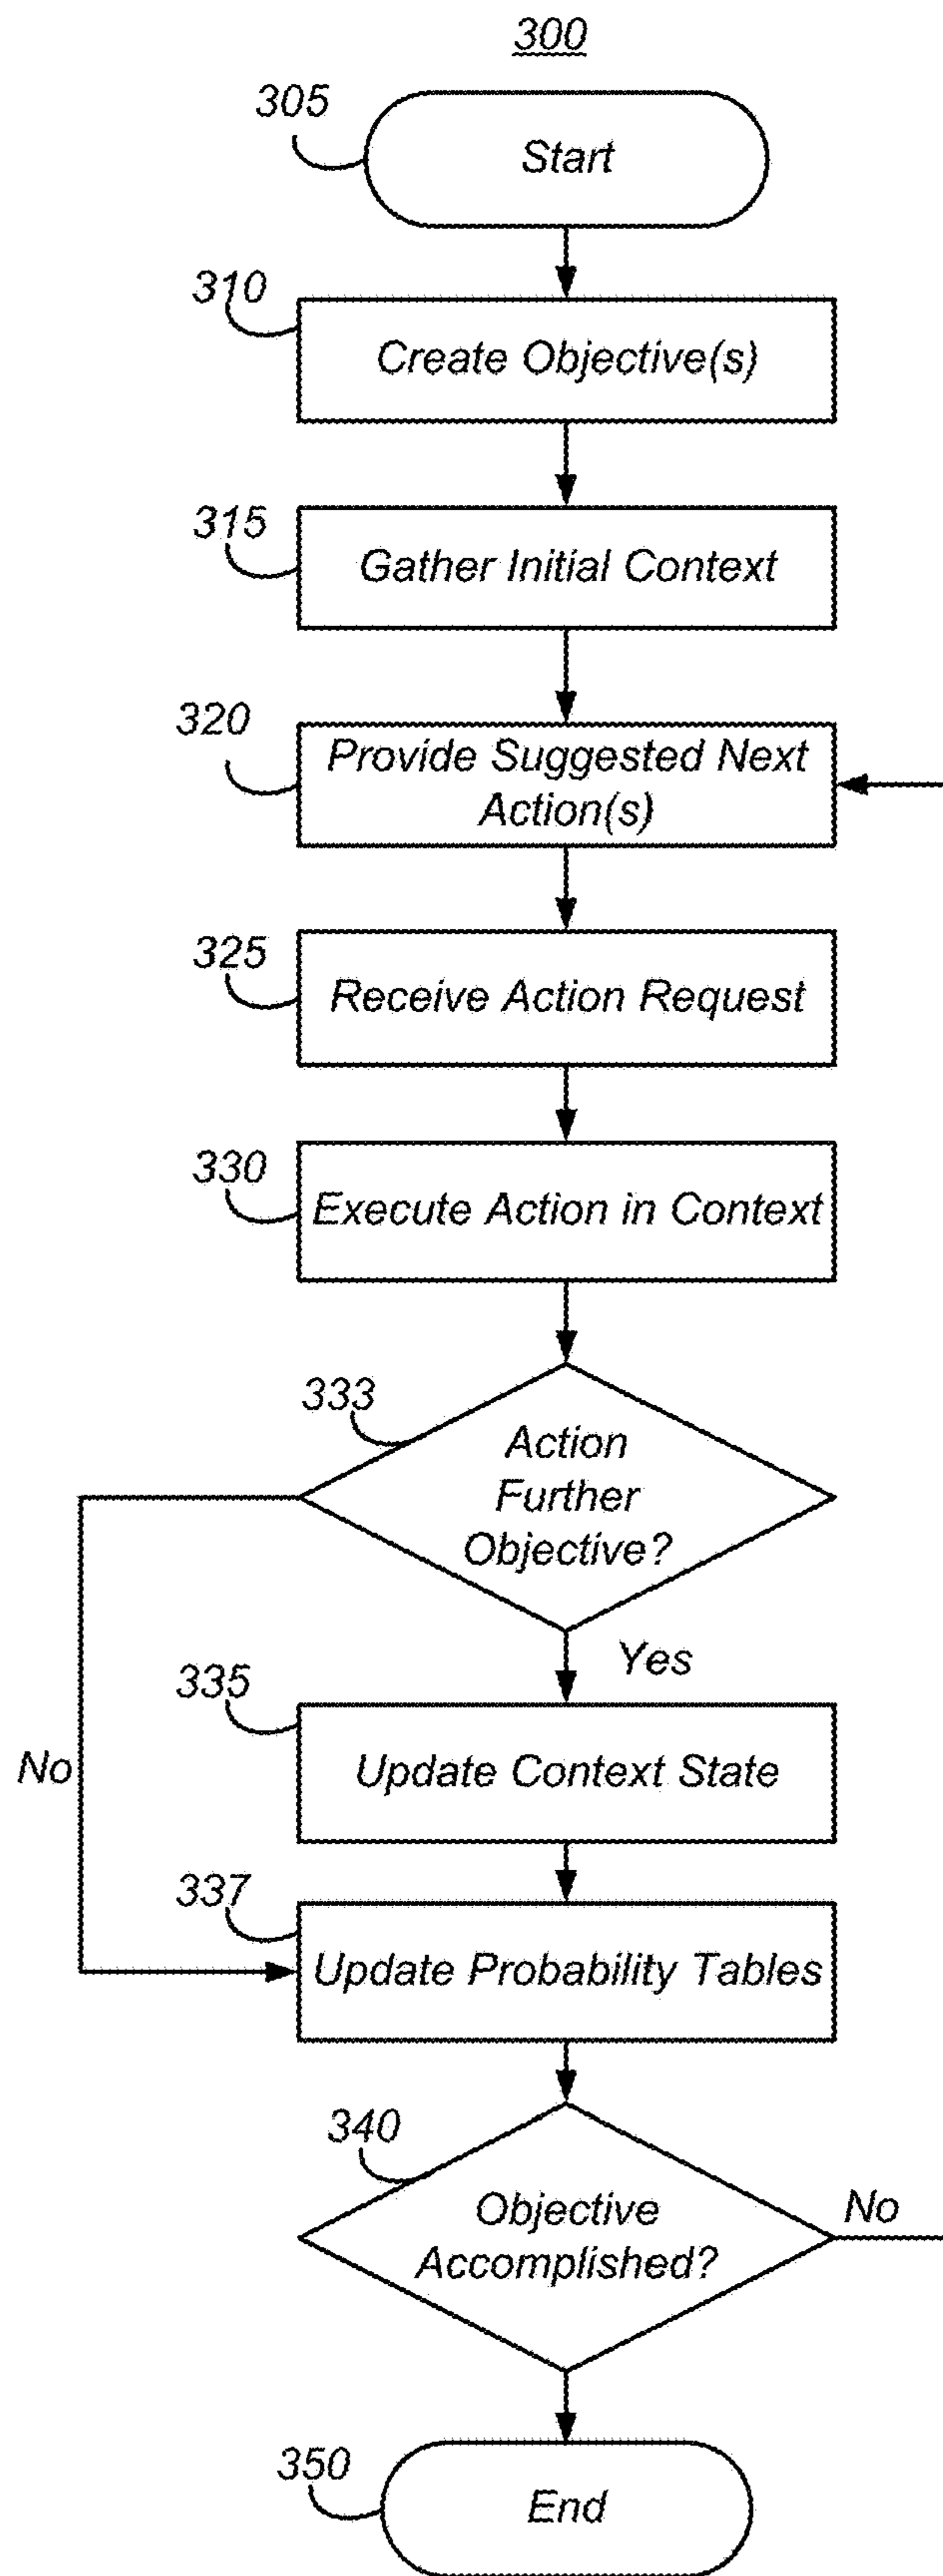 300
305
Start
310
Create Objective(s)
315
Gather Initial Context
320
Provide Suggested Next
Action(s)
325
Receive Action Request
330
Execute Action in Context
333
Action
Further
Objective?
Yes
335
Update Context State
No
337
Update Probability Tables
340
Objective
Accomplished?
No
350
End